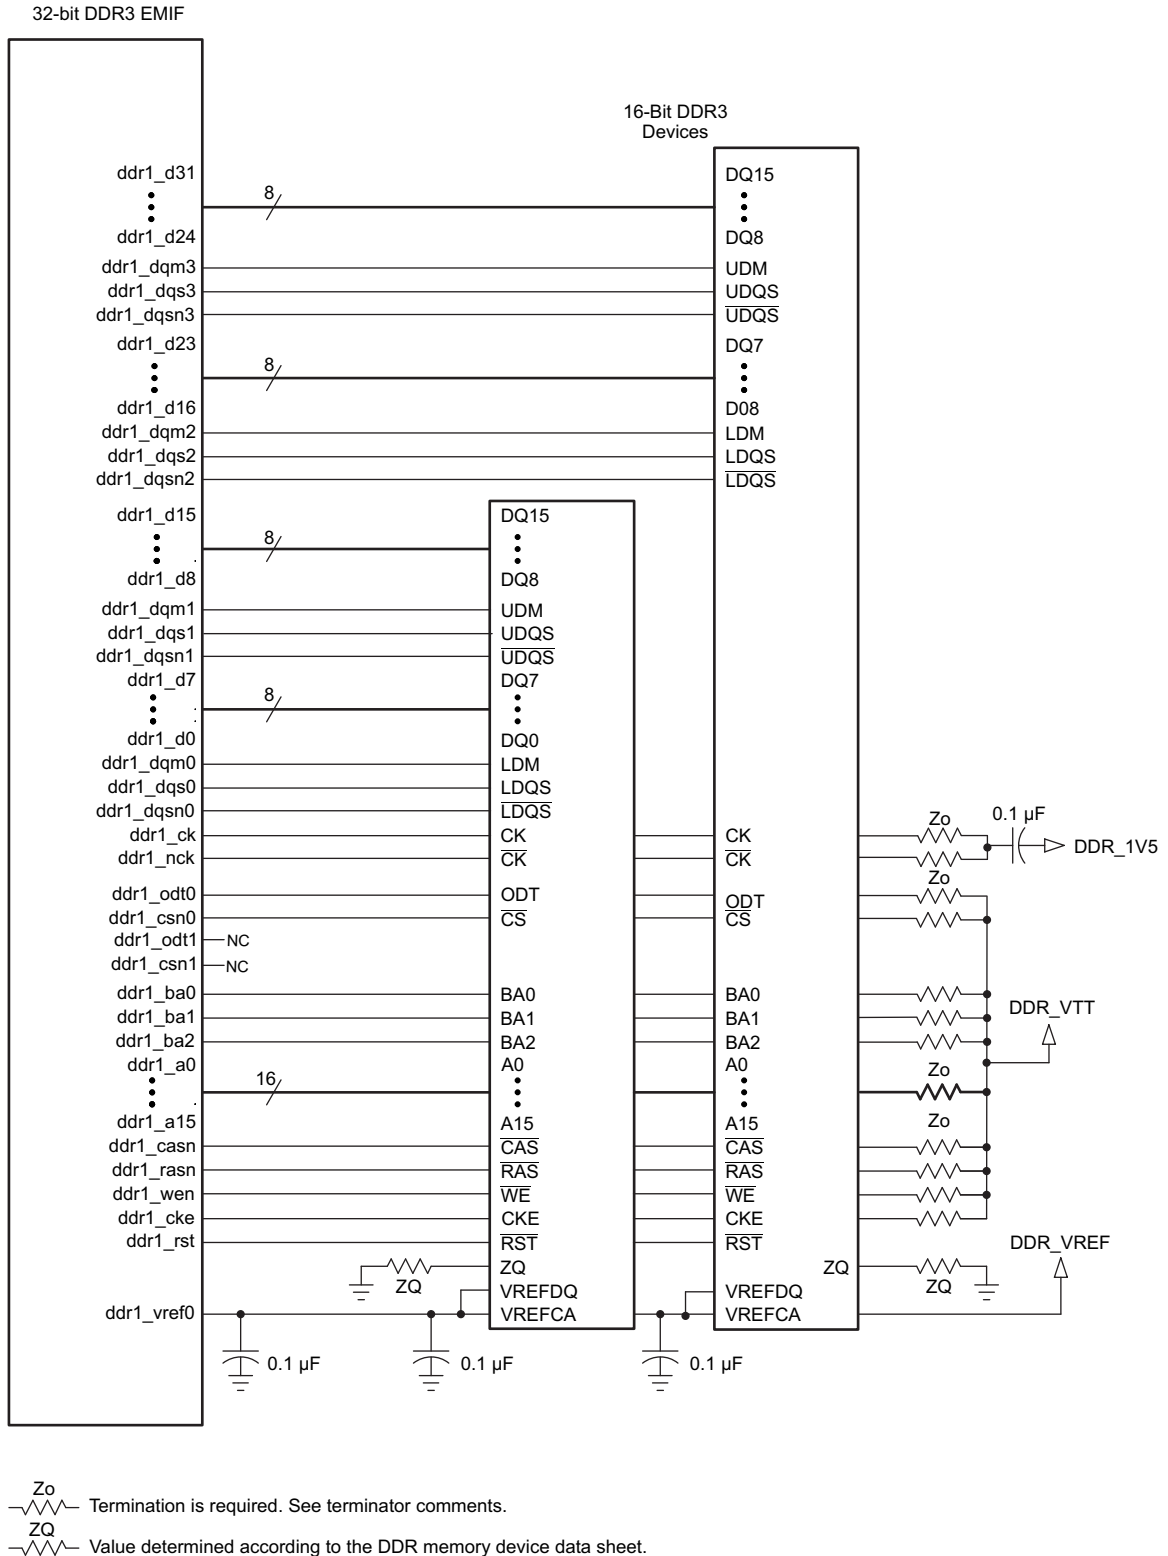 32-bit DDR3 EMIF
16-Bit DDR3
Devices
ddr1_d31
8
DQ15
ddr1_d24
DQ8
ddr1_dqm3
UDM
ddr1_dqs3
UDQS
ddr1_dqsn3
UDQS
ddr1_d23
8
DQ7
ddr1_d16
D08
ddr1_dqm2
LDM
ddr1_dqs2
LDQS
ddr1_dqsn2
LDQS
ddr1_d15
8
DQ15
ddr1_d8
DQ8
ddr1_dqm1
UDM
ddr1_dqs1
UDQS
ddr1_dqsn1
UDQS
ddr1_d7
8
DQ7
ddr1_d0
DQ0
ddr1_dqm0
LDM
ddr1_dqs0
LDQS
ddr1_dqsn0
LDQS
Zo
0.1 µF
ddr1_ck
CK
CK
DDR_1V5
ddr1_nck
CK
CK
Zo
ddr1_odt0
ODT
ODT
ddr1_csn0
CS
CS
ddr1_odt1
NC
ddr1_csn1
NC
ddr1_ba0
BA0
BA0
DDR_VTT
ddr1_ba1
BA1
BA1
ddr1_ba2
BA2
BA2
ddr1_a0
A0
A0
Zo
16
ddr1_a15
A15
A15
Zo
ddr1_casn
CAS
CAS
ddr1_rasn
RAS
RAS
ddr1_wen
WE
WE
ddr1_cke
CKE
CKE
ddr1_rst
RST
RST
DDR_VREF
ZQ
ZQ
ZQ
ZQ
VREFDQ
VREFDQ
ddr1_vref0
VREFCA
VREFCA
0.1 µF
0.1 µF
0.1 µF
Zo
Termination is required. See terminator comments.
ZQ
Value determined according to the DDR memory device data sheet.